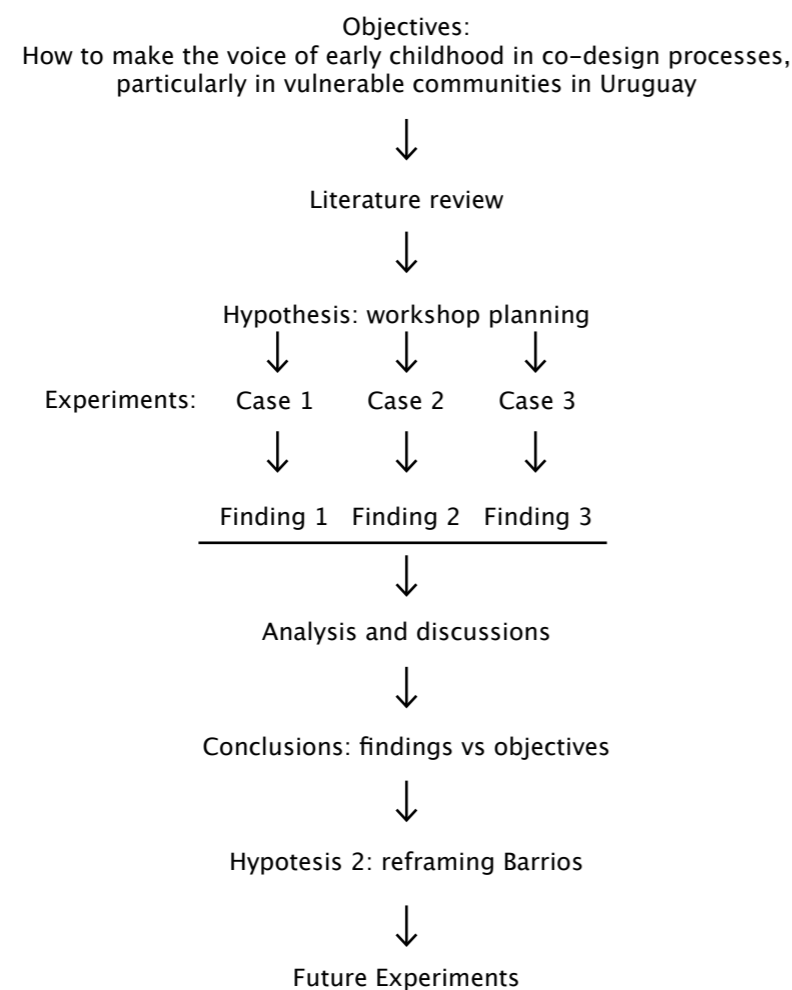 Objectives:
How to make the voice of early childhood in co-design processes,
particularly in vulnerable communities in Uruguay
Literature review
Hypothesis: workshop planning
Experiments: Case 1 Case 2 Case 3
Finding 1 Finding 2 Finding 3
Analysis and discussions
Conclusions: findings vs objectives
Hypotesis 2: reframing Barrios
Future Experiments